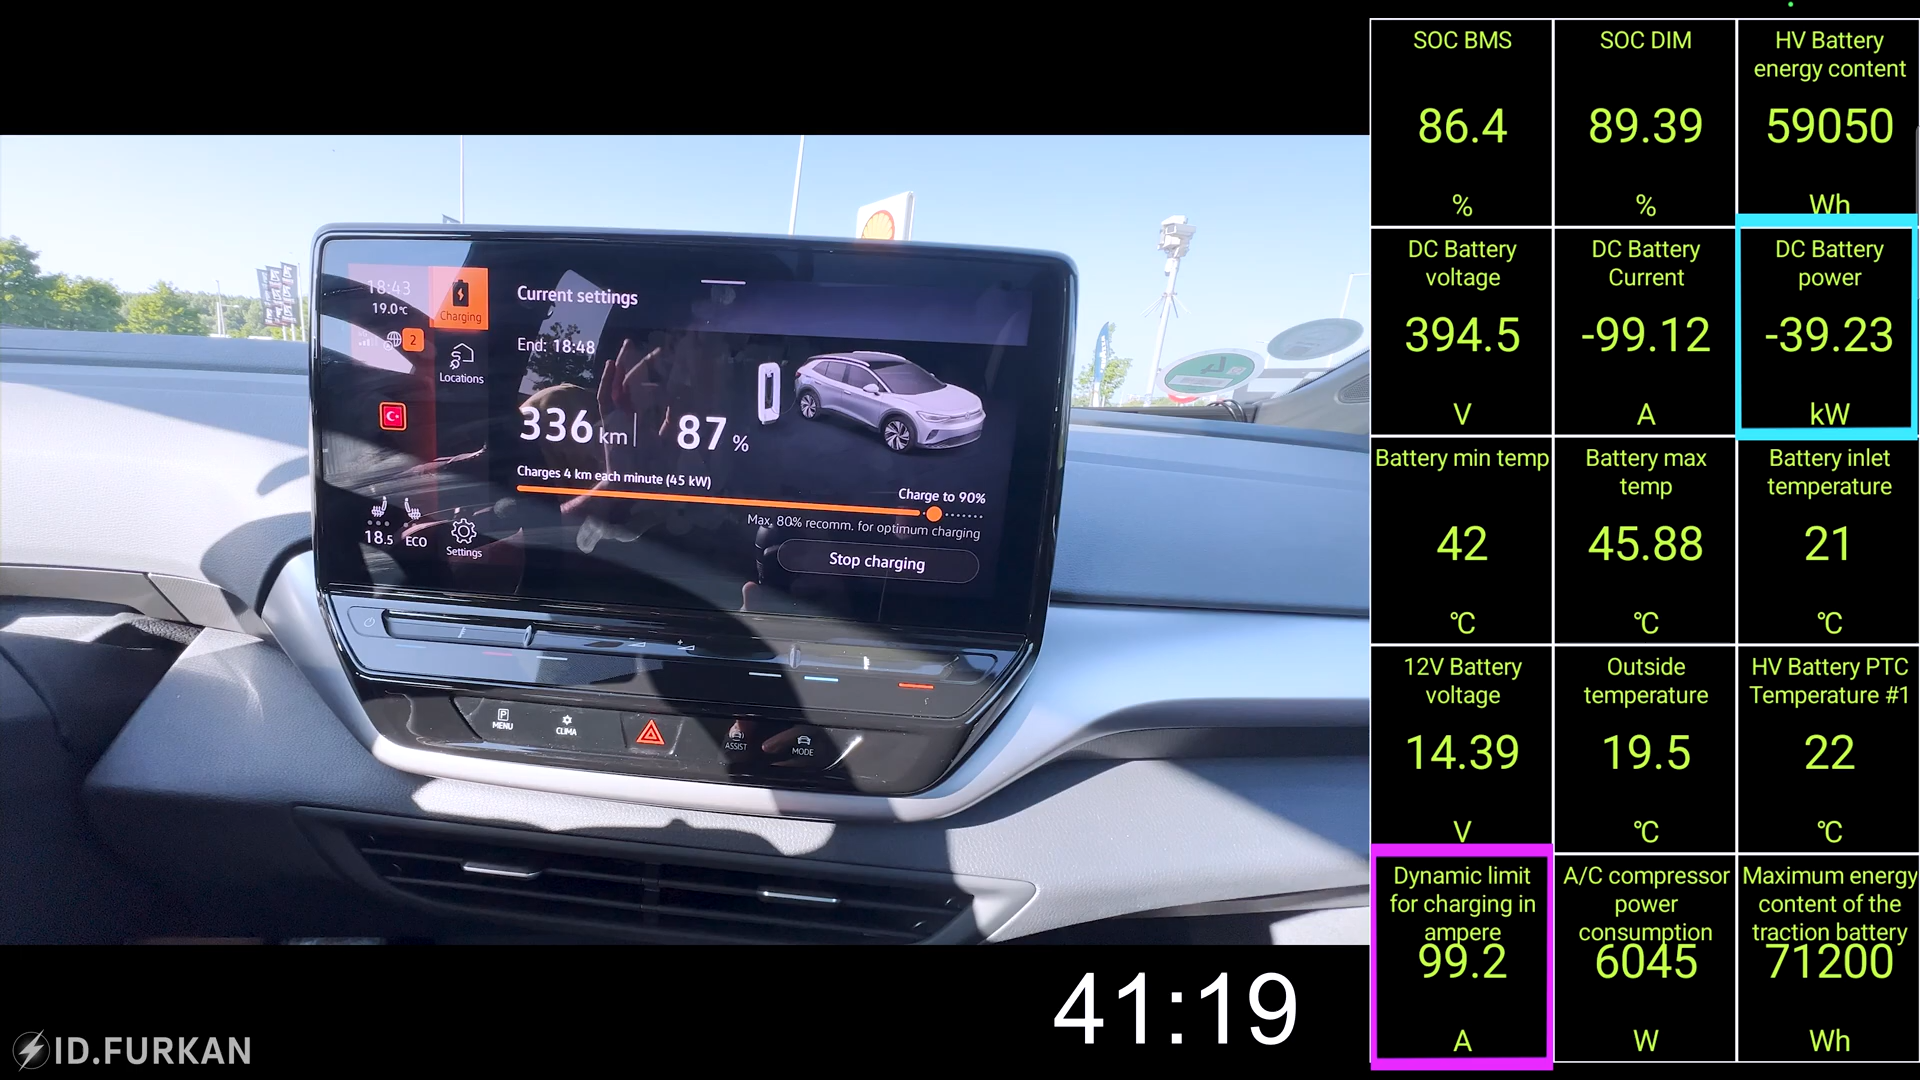 SOC BMS
86.4
%
SOC DIM
89.39
%
HV Battery
energy content
59050
Wh
DC Battery
voltage
394.5
V
DC Battery
Current
-99.12
A
DC Battery
power
-39.23
kW
Battery min temp
42
°C
Battery max
temp
45.88
°C
Battery inlet
temperature
21
°C
12V Battery
voltage
14.39
V
Outside
temperature
19.5
°C
HV Battery PTC
Temperature #1
22
°C
Dynamic limit
for charging in
ampere
99.2
A
A/C compressor
power
consumption
6045
W
Maximum energy
content of the
traction battery
71200
Wh
18:43
19.0°C
2
Charging
Locations
Settings
18.5
ECO
Current settings
End: 18:48
336 km
87 %
Charges 4 km each minute (45 kW)
Charge to 90%
Max. 80% recomm. for optimum charging
Stop charging
P
MENU
CLIMA
ASSIST
MODE
41:19
ID.FURKAN